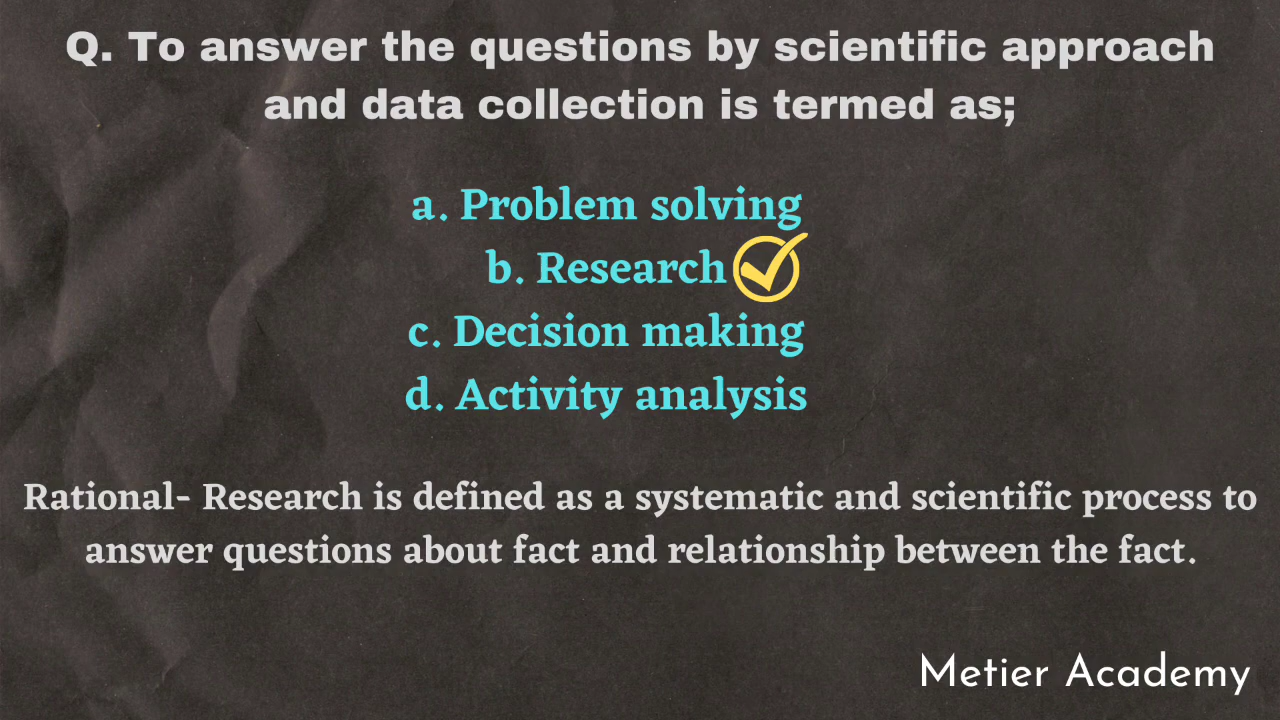 Q. To answer the questions by scientific approach
and data collection is termed as;
a. Problem solving
b. Research
c. Decision making
d. Activity analysis
Rational- Research is defined as a systematic and scientific process to
answer questions about fact and relationship between the fact.
Metier Academy